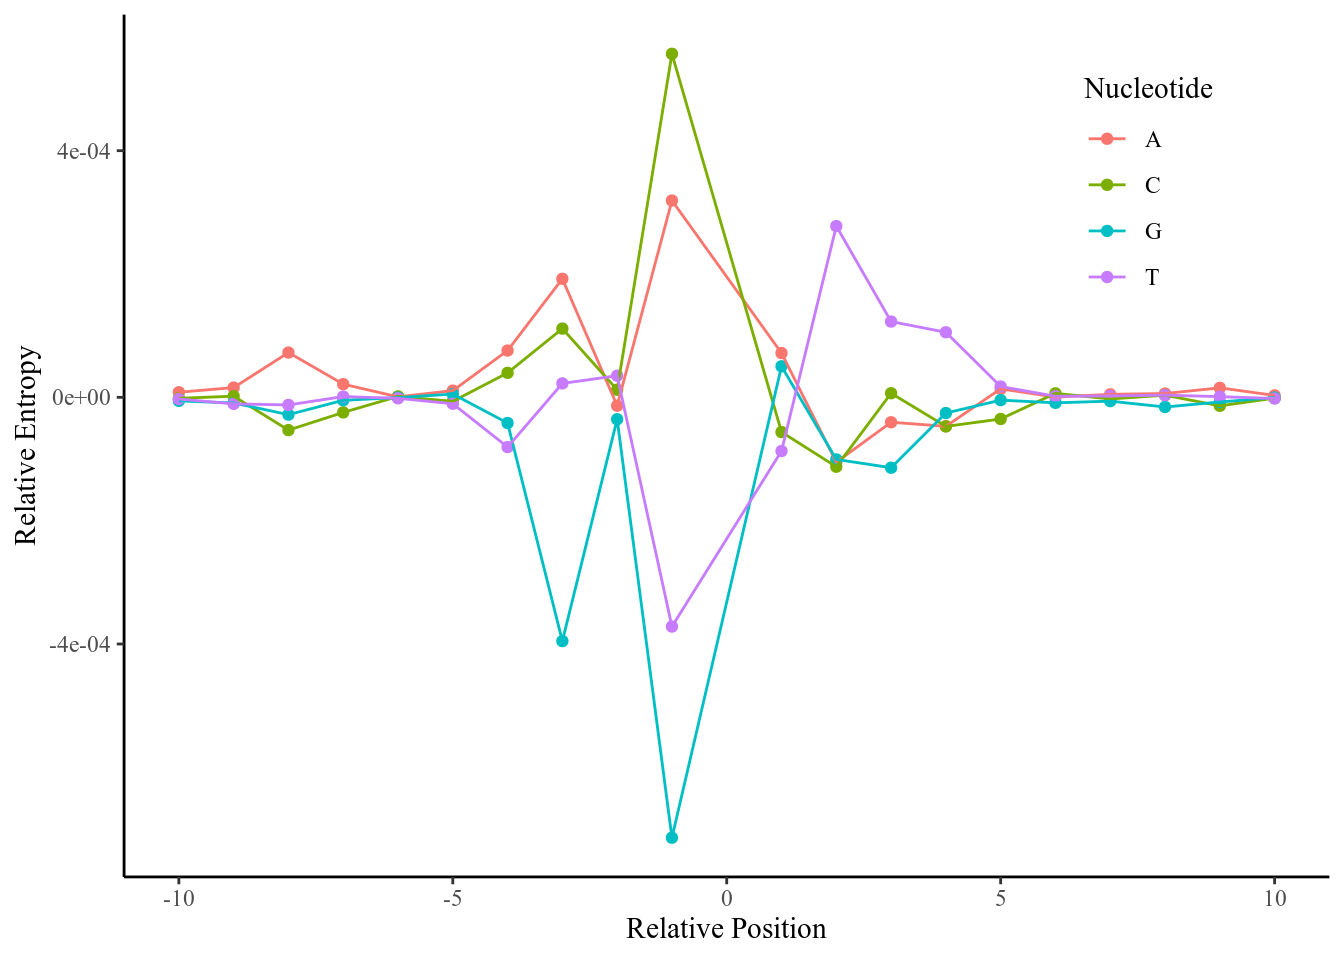 Nucleotide
A
C
G
T
Relative Entropy
4e-04
0e+00
-4e-04
-10 -5 0 5 10
Relative Position